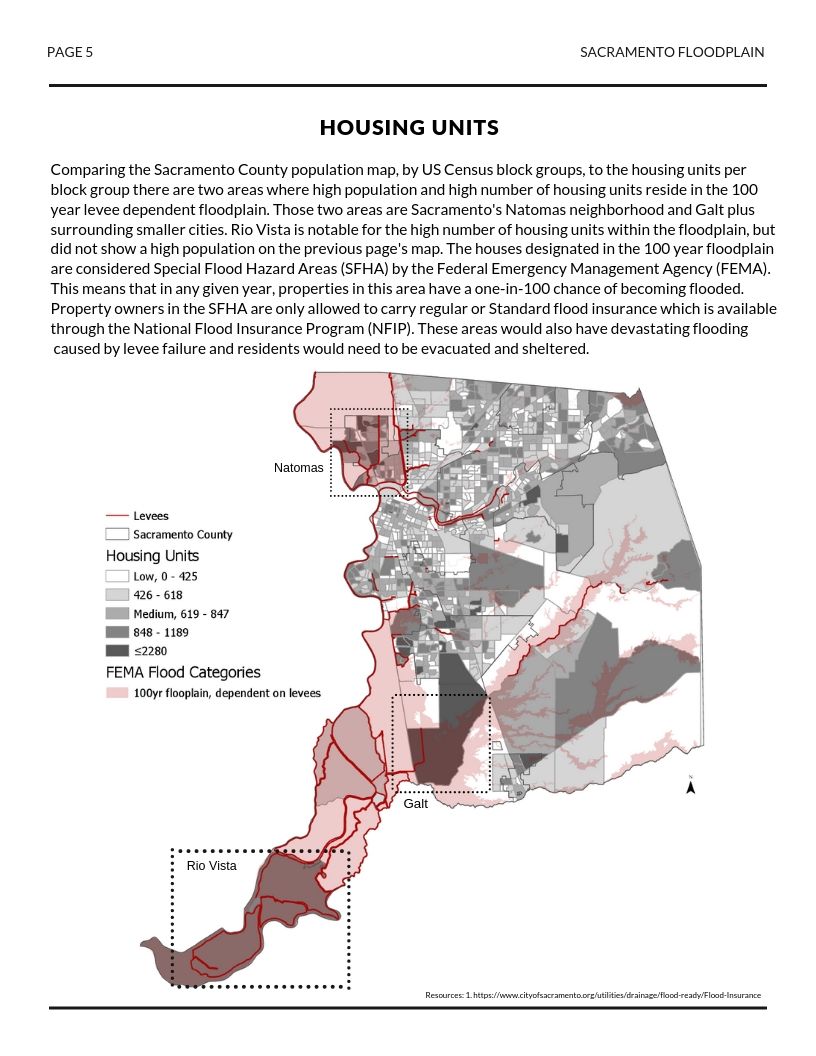 PAGE 5
SACRAMENTO FLOODPLAIN
HOUSING UNITS
Comparing the Sacramento County population map, by US Census block groups, to the housing units per
block group there are two areas where high population and high number of housing units reside in the 100
year levee dependent floodplain. Those two areas are Sacramento's Natomas neighborhood and Galt plus
surrounding smaller cities. Rio Vista is notable for the high number of housing units within the floodplain, but
did not show a high population on the previous page's map. The houses designated in the 100 year floodplain
are considered Special Flood Hazard Areas (SFHA) by the Federal Emergency Management Agency (FEMA).
This means that in any given year, properties in this area have a one-in-100 chance of becoming flooded.
Property owners in the SFHA are only allowed to carry regular or Standard flood insurance which is available
through the National Flood Insurance Program (NFIP). These areas would also have devastating flooding
caused by levee failure and residents would need to be evacuated and sheltered.
Natomas
Levees
Sacramento County
Housing Units
Low, 0 - 425
426 - 618
Medium, 619 - 847
848 - 1189
≤2280
FEMA Flood Categories
100yr flooplain, dependent on levees
N
Galt
Rio Vista
Resources: 1. https://www.cityofsacramento.org/utilities/drainage/flood-ready/Flood-Insurance